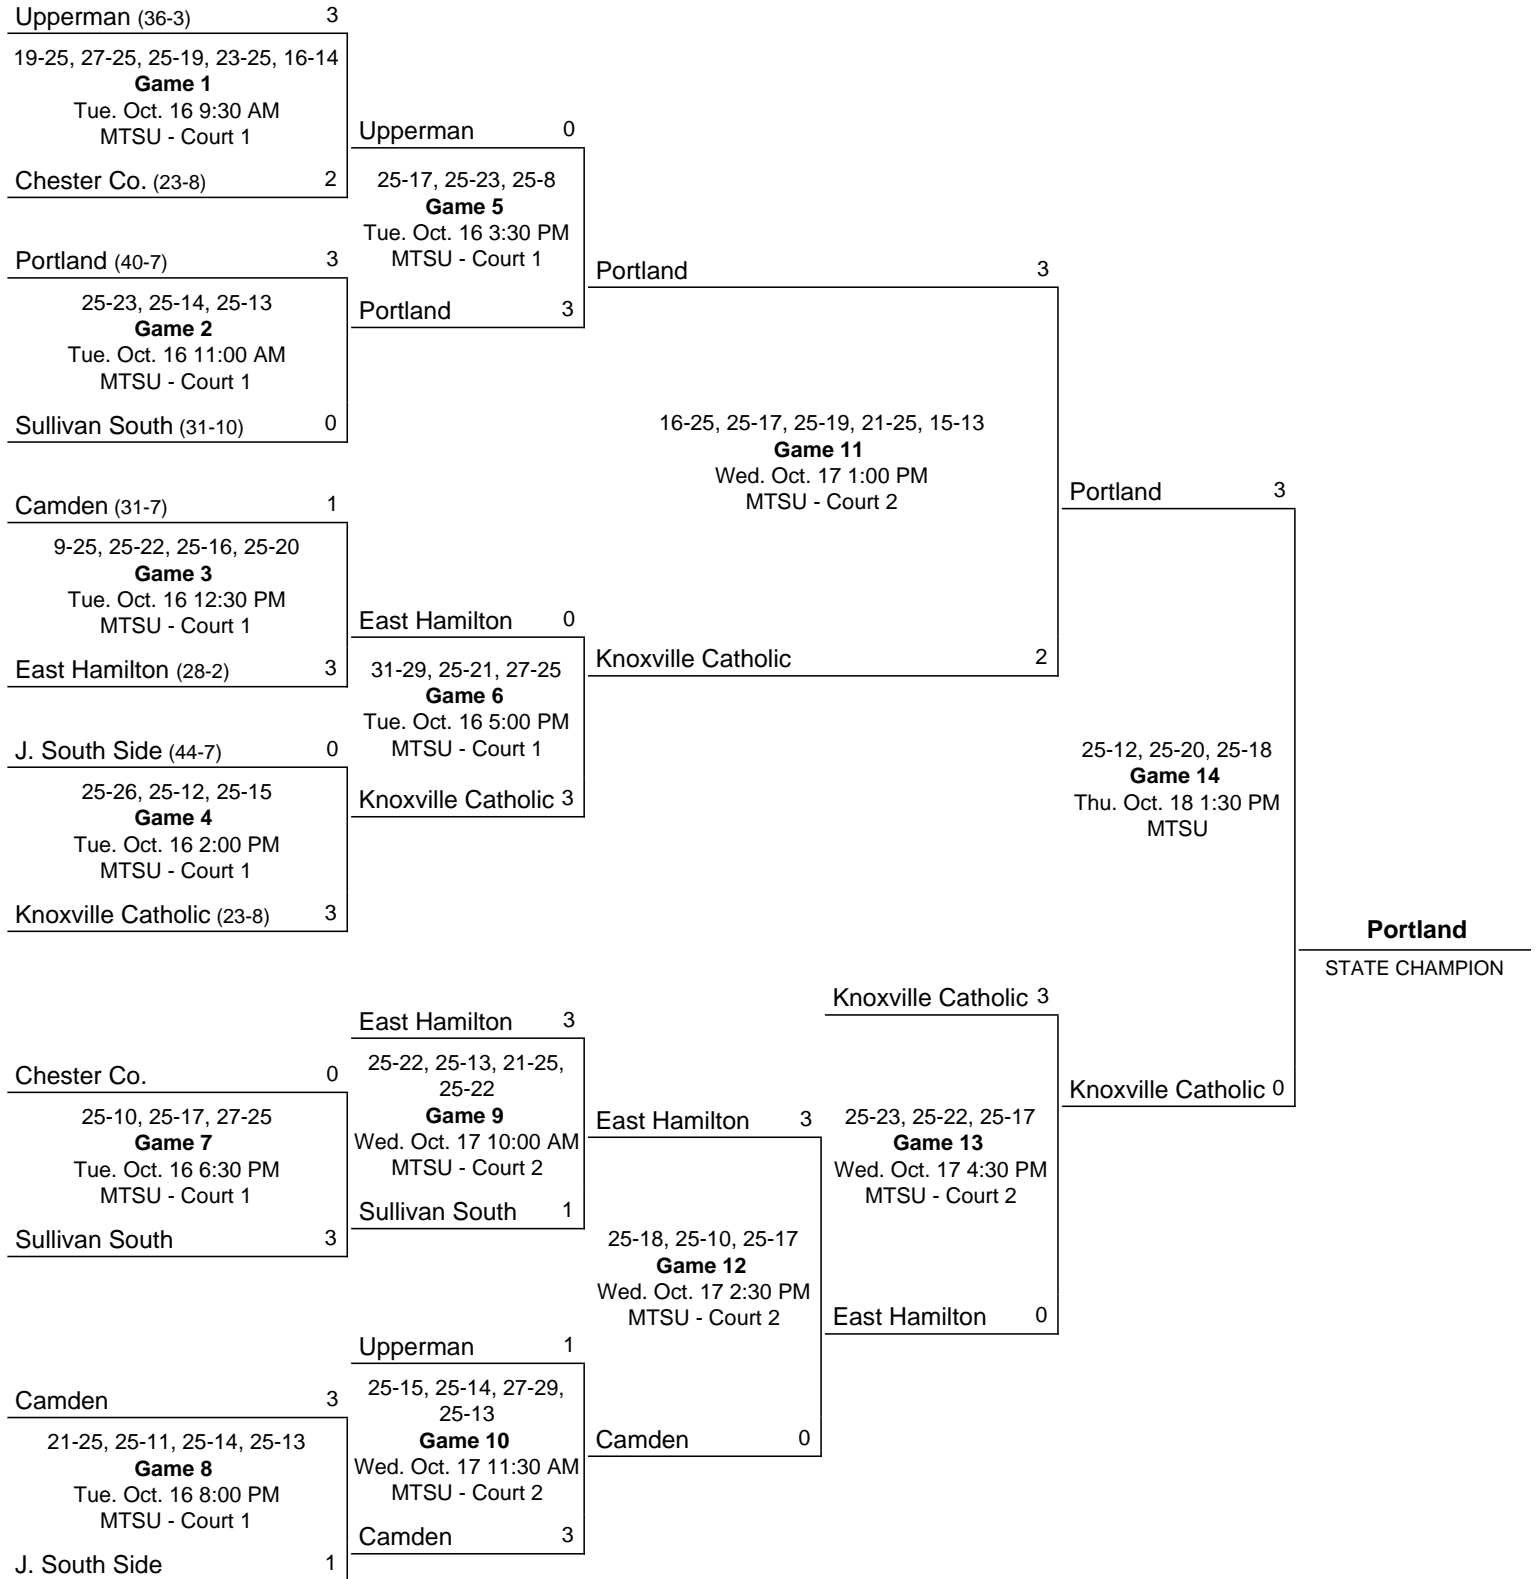 Upperman (36-3) 3
19-25, 27-25, 25-19, 23-25, 16-14
Game 1
Tue. Oct. 16 9:30 AM
MTSU - Court 1
Chester Co. (23-8) 2
Portland (40-7) 3
25-23, 25-14, 25-13
Game 2
Tue. Oct. 16 11:00 AM
MTSU - Court 1
Sullivan South (31-10) 0
Camden (31-7) 1
9-25, 25-22, 25-16, 25-20
Game 3
Tue. Oct. 16 12:30 PM
MTSU - Court 1
East Hamilton (28-2) 3
J. South Side (44-7) 0
25-26, 25-12, 25-15
Game 4
Tue. Oct. 16 2:00 PM
MTSU - Court 1
Knoxville Catholic (23-8) 3
Upperman 0
25-17, 25-23, 25-8
Game 5
Tue. Oct. 16 3:30 PM
MTSU - Court 1
Portland 3
East Hamilton 0
31-29, 25-21, 27-25
Game 6
Tue. Oct. 16 5:00 PM
MTSU - Court 1
Knoxville Catholic 3
Portland 3
16-25, 25-17, 25-19, 21-25, 15-13
Game 11
Wed. Oct. 17 1:00 PM
MTSU - Court 2
Knoxville Catholic 2
Chester Co. 0
25-10, 25-17, 27-25
Game 7
Tue. Oct. 16 6:30 PM
MTSU - Court 1
Sullivan South 3
Camden 3
21-25, 25-11, 25-14, 25-13
Game 8
Tue. Oct. 16 8:00 PM
MTSU - Court 1
J. South Side 1
East Hamilton 3
25-22, 25-13, 21-25,
25-22
Game 9
Wed. Oct. 17 10:00 AM
MTSU - Court 2
Sullivan South 1
Upperman 1
25-15, 25-14, 27-29,
25-13
Game 10
Wed. Oct. 17 11:30 AM
MTSU - Court 2
Camden 3
East Hamilton 3
25-18, 25-10, 25-17
Game 12
Wed. Oct. 17 2:30 PM
MTSU - Court 2
Camden 0
Knoxville Catholic 3
25-23, 25-22, 25-17
Game 13
Wed. Oct. 17 4:30 PM
MTSU - Court 2
East Hamilton 0
Portland 3
25-12, 25-20, 25-18
Game 14
Thu. Oct. 18 1:30 PM
MTSU
Knoxville Catholic 0
Portland
STATE CHAMPION